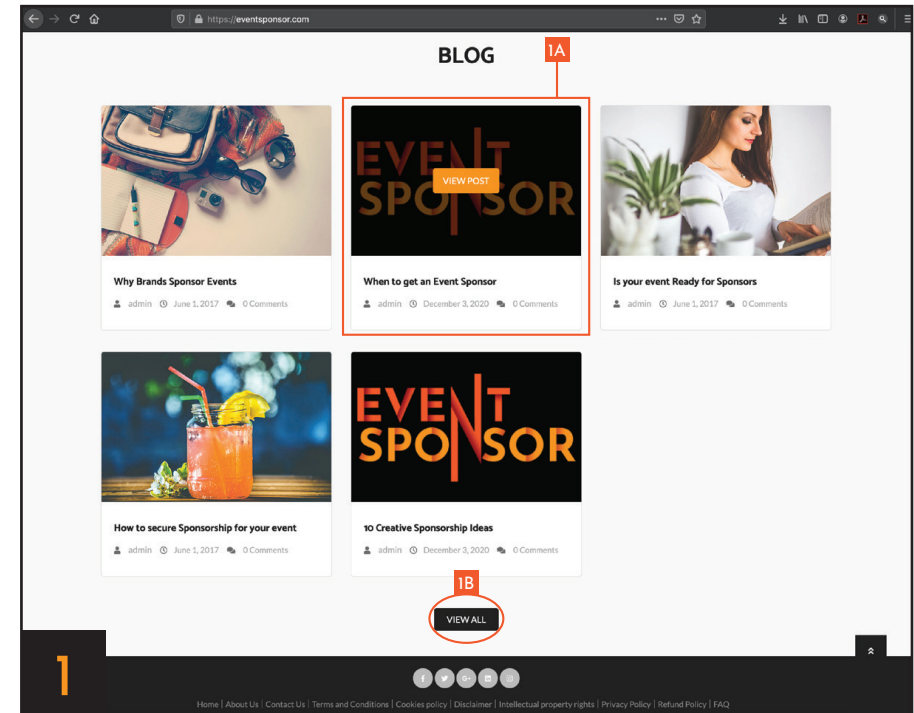 https://eventsponsor.com
BLOG
1A
EVENT
SPONSOR
VIEW POST
Why Brands Sponsor Events
admin June 1, 2017 0 Comments
When to get an Event Sponsor
admin December 3, 2020 0 Comments
Is your event Ready for Sponsors
admin June 1, 2017 0 Comments
EVENT
SPONSOR
How to secure Sponsorship for your event
admin June 1, 2017 0 Comments
10 Creative Sponsorship Ideas
admin December 3, 2020 0 Comments
1B
VIEW ALL
1
Home | About Us | Contact Us | Terms and Conditions | Cookies policy | Disclaimer | Intellectual property rights | Privacy Policy | Refund Policy | FAQ